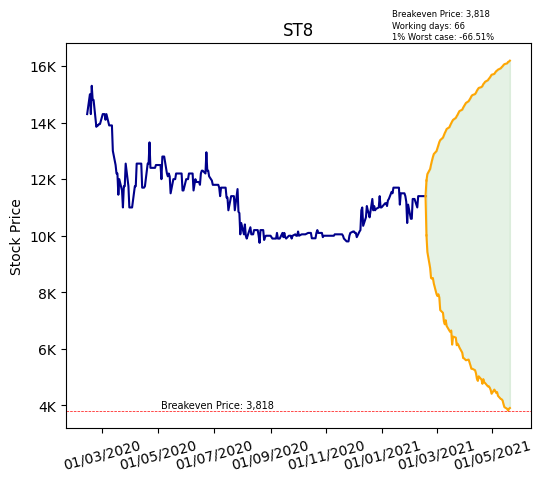 Breakeven Price: 3,818
Working days: 66
1% Worst case: -66.51%
ST8
Stock Price
16K
14K
12K
10K
8K
6K
4K
Breakeven Price: 3,818
01/03/2020
01/05/2020
01/07/2020
01/09/2020
01/11/2020
01/01/2021
01/03/2021
01/05/2021